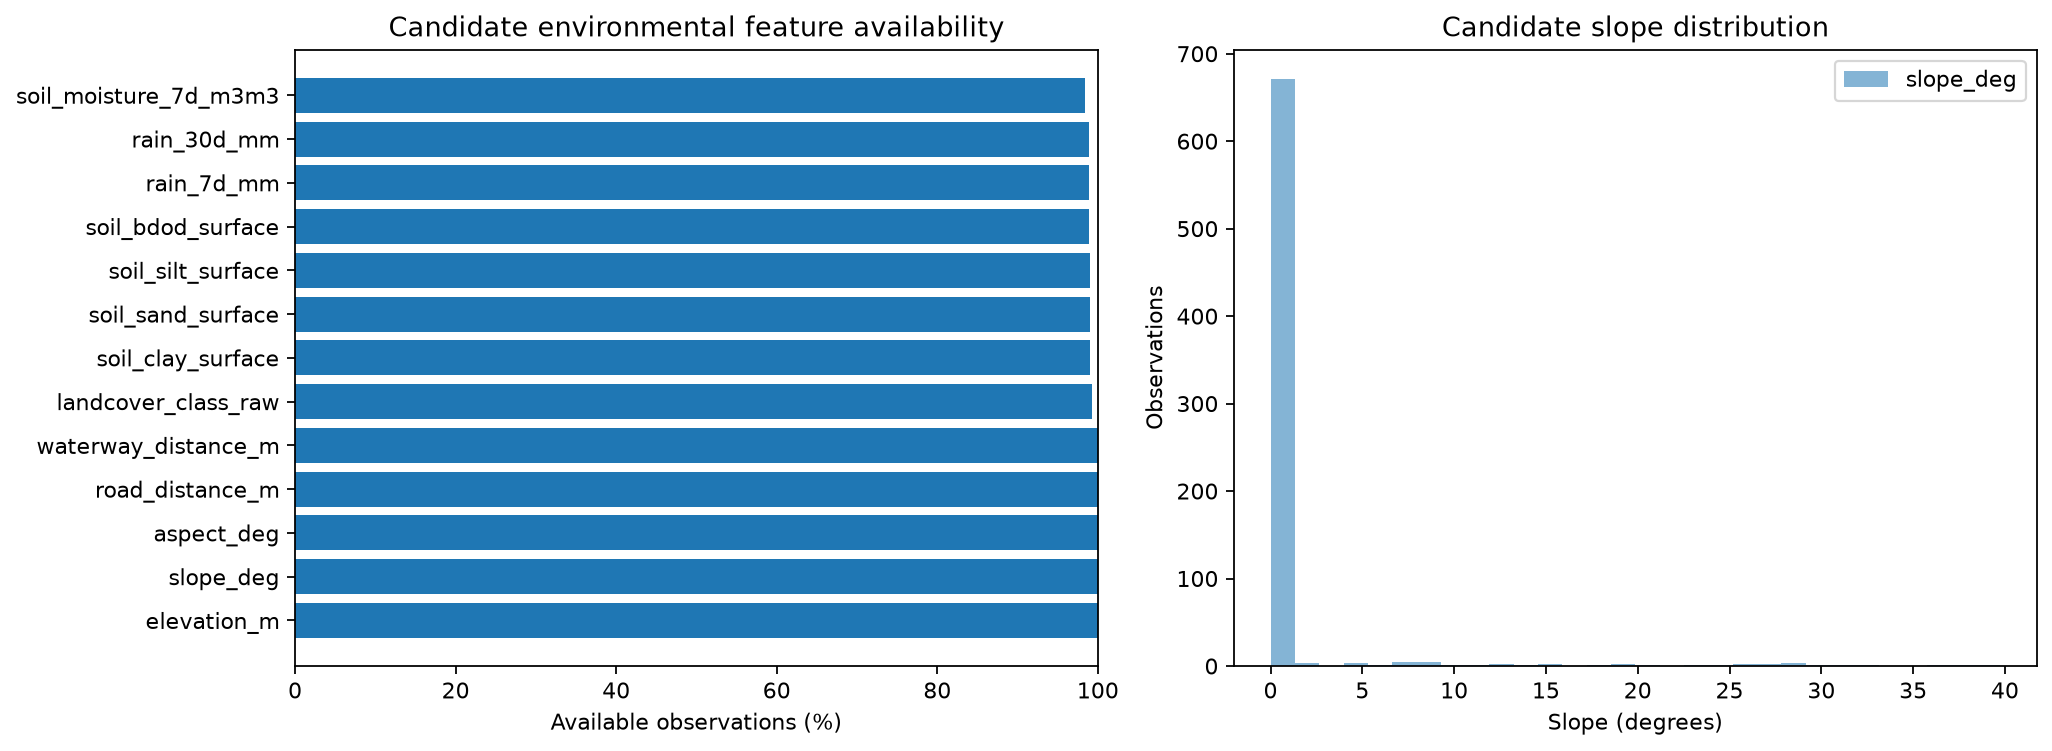 Candidate environmental feature availability
soil_moisture_7d_m3m3
rain_30d_mm
rain_7d_mm
soil_bdod_surface
soil_silt_surface
soil_sand_surface
soil_clay_surface
landcover_class_raw
waterway_distance_m
road_distance_m
aspect_deg
slope_deg
elevation_m
0 20 40 60 80 100
Available observations (%)
Candidate slope distribution
slope_deg
700
600
500
400
300
200
100
0
Observations
0 5 10 15 20 25 30 35 40
Slope (degrees)